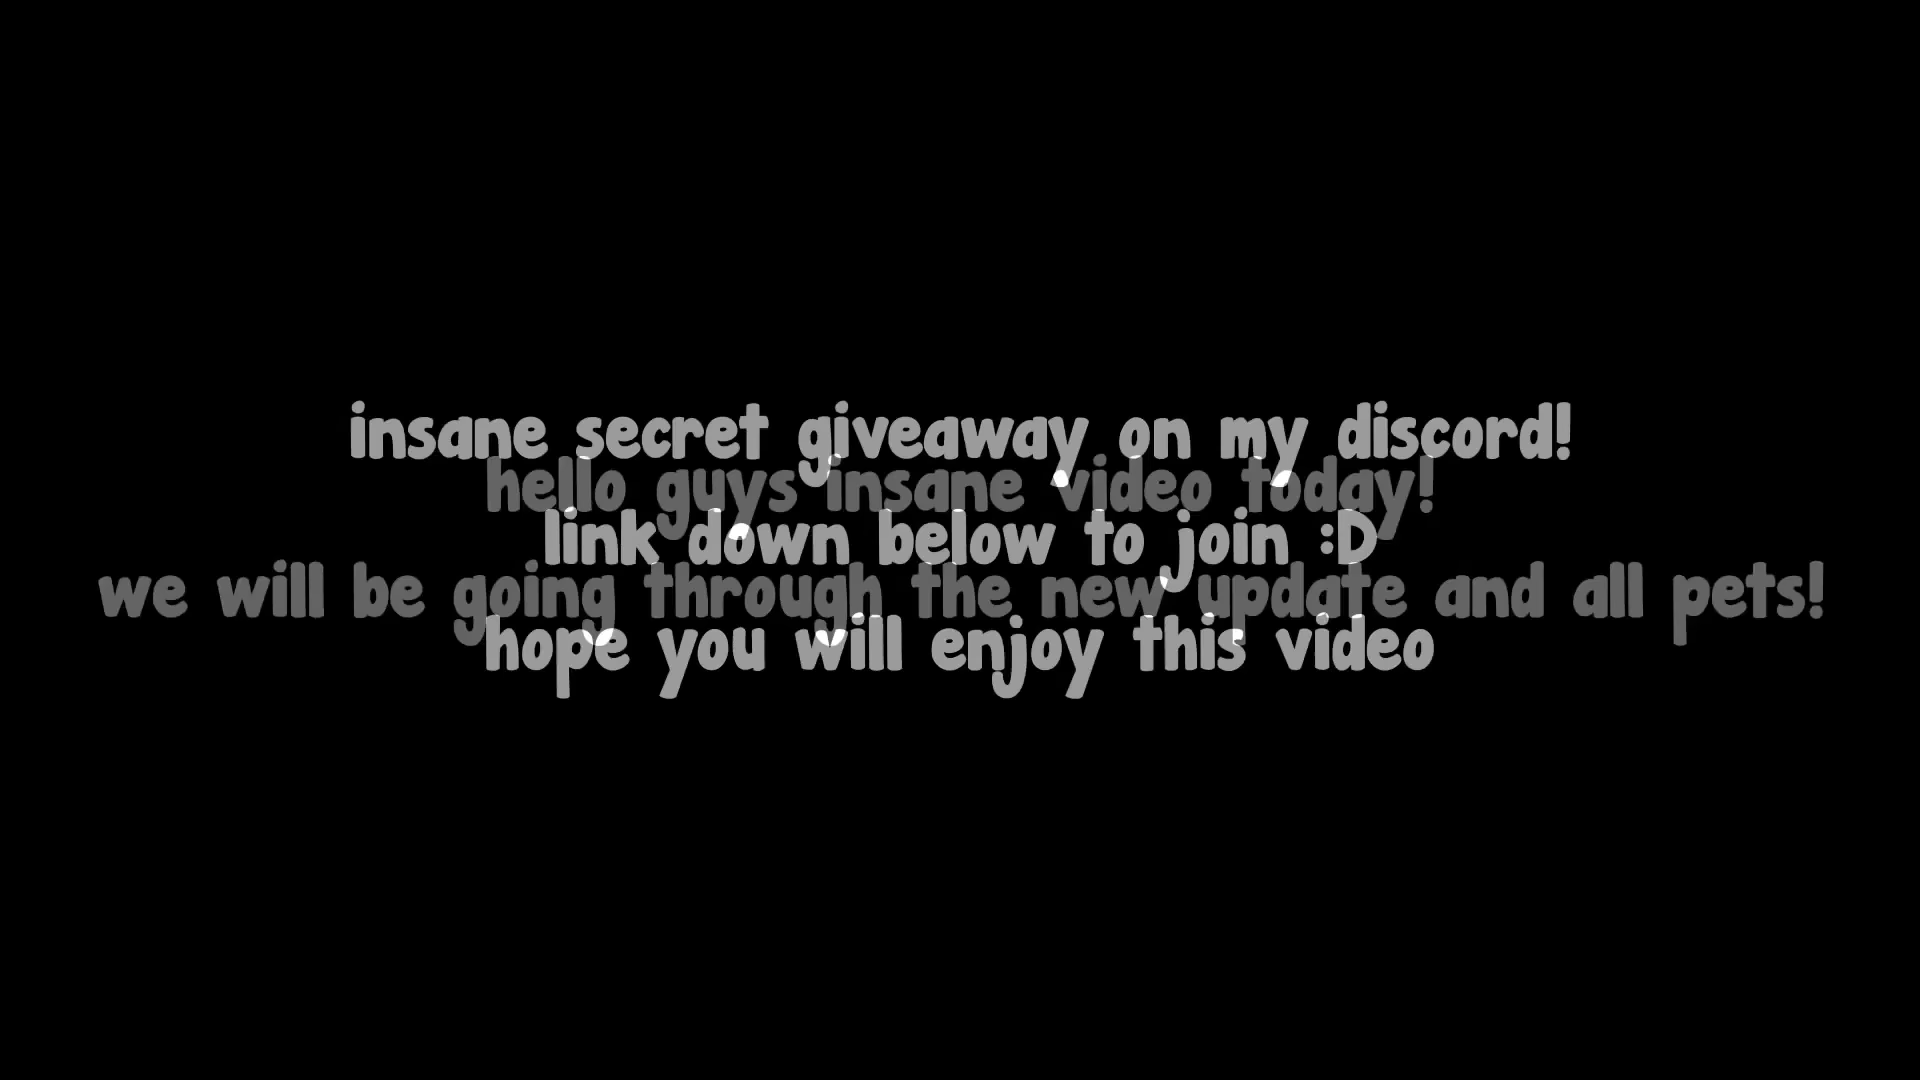 insane secret giveaway on my discord!
hello guys insane video today!
link down below to join :D
we will be going through the new update and all pets!
hope you will enjoy this video